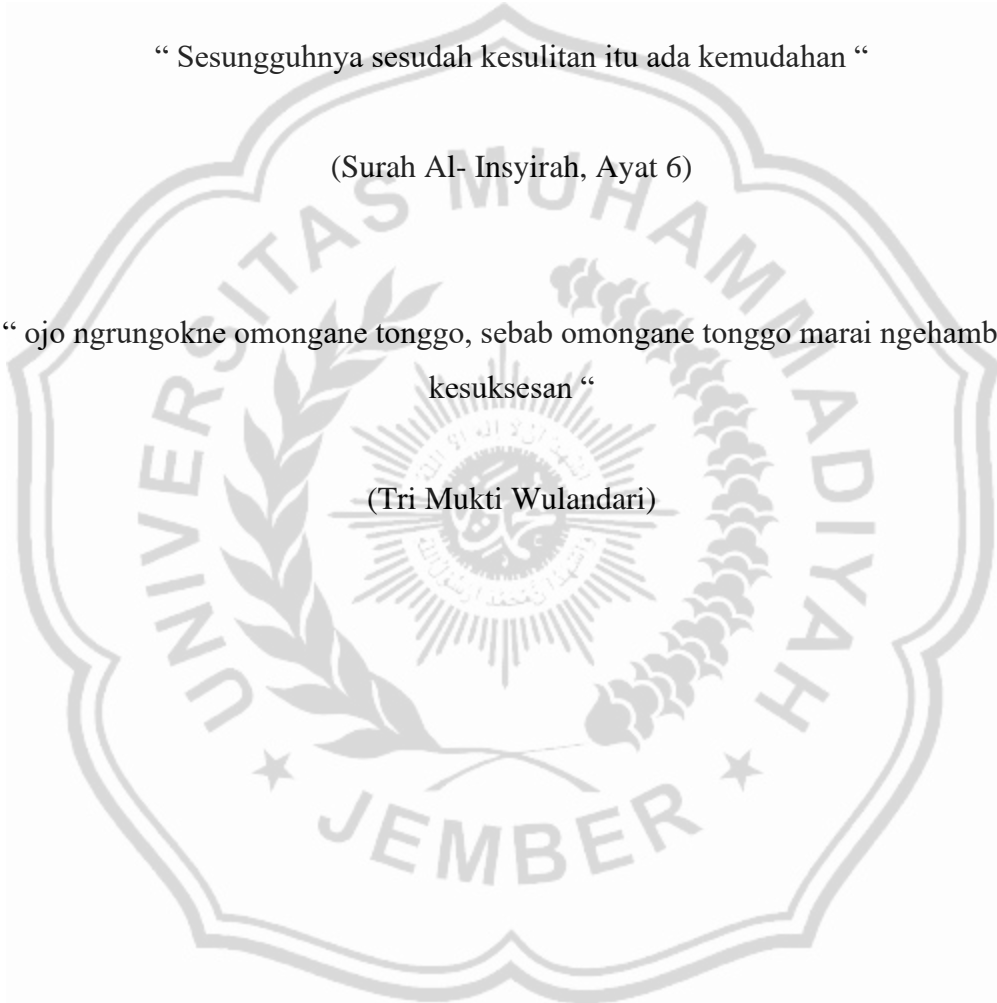 “ Sesungguhnya sesudah kesulitan itu ada kemudahan “
(Surah Al- Insyirah, Ayat 6)
“ ojo ngrungokne omongane tonggo, sebab omongane tonggo marai ngehamb
kesuksesan “
(Tri Mukti Wulandari)
UNIVERSITAS MUHAMMADIYAH
JEMBER